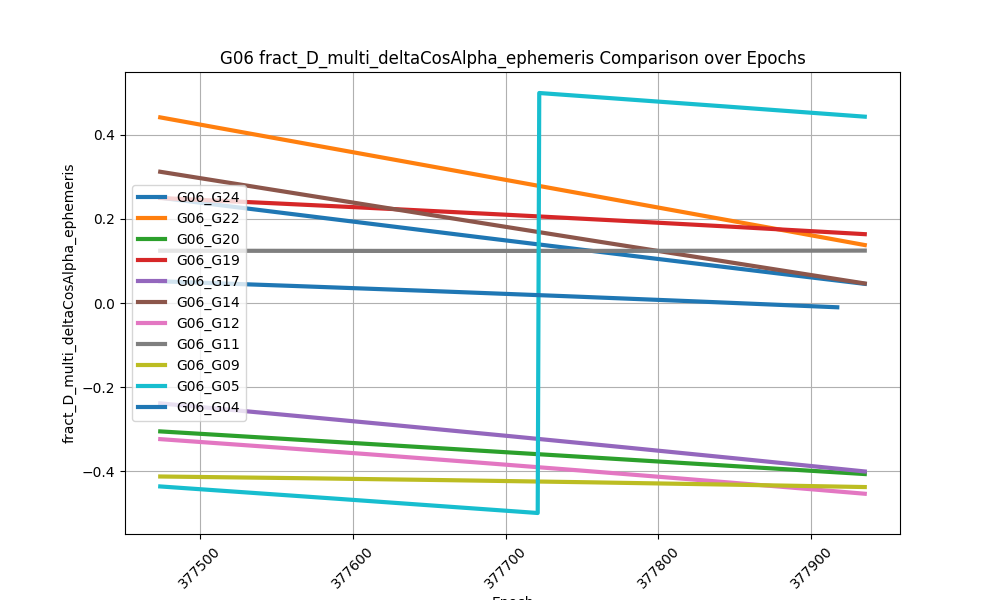 G06 fract_D_multi_deltaCosAlpha_ephemeris Comparison over Epochs
fract_D_multi_deltaCosAlpha_ephemeris
0.4
0.2
0.0
−0.2
−0.4
G06_G24
G06_G22
G06_G20
G06_G19
G06_G17
G06_G14
G06_G12
G06_G11
G06_G09
G06_G05
G06_G04
377500
377600
377700
377800
377900
Epoch